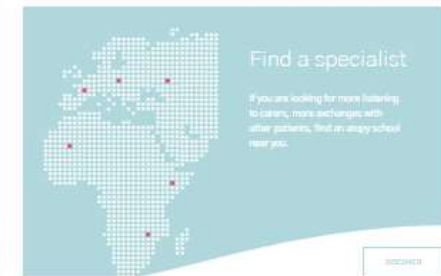 Find a specialist
If you are looking for more listening
to carers, more exchanges with
other patients, find an atopy school
near you.
DISCOVER